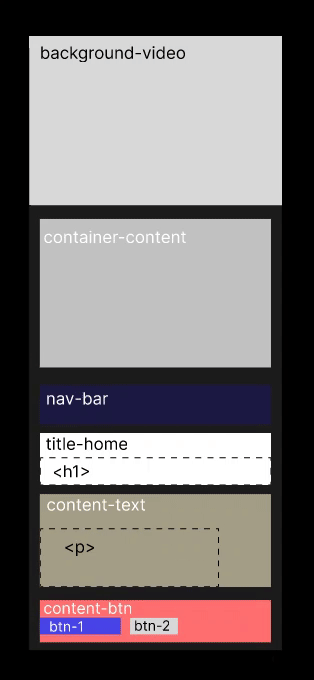 background-video
container-content
nav-bar
title-home
<h1>
content-text
<p>
content-btn
btn-1
btn-2